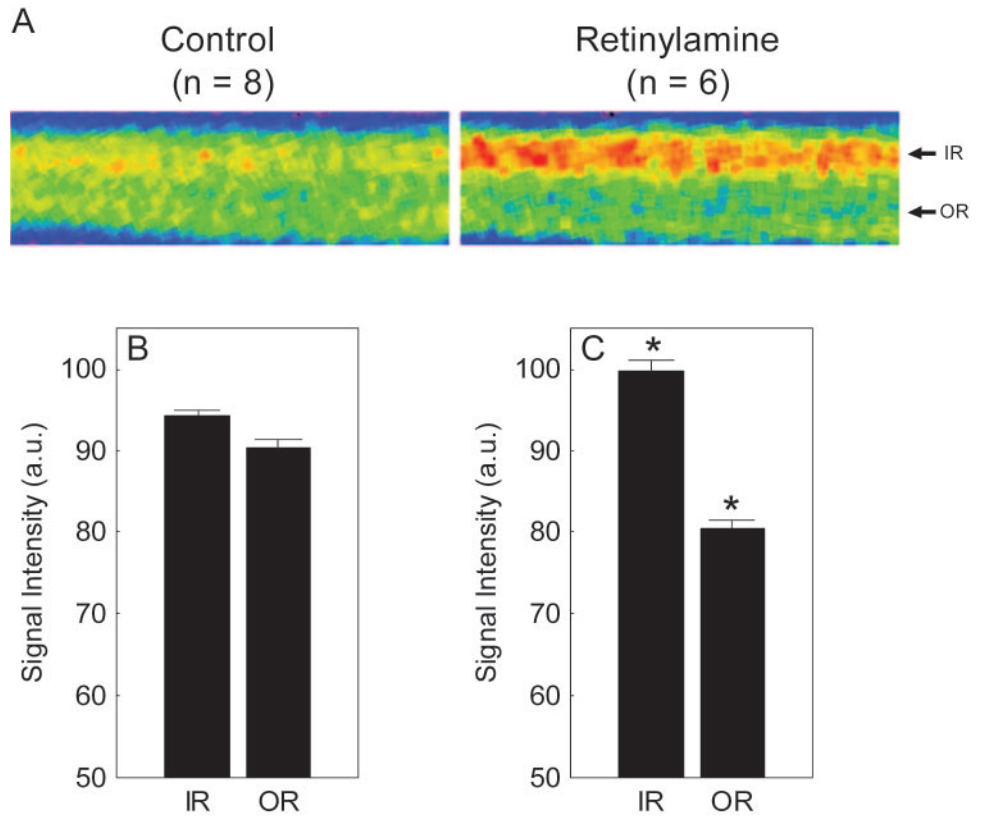 A
Control
(n = 8)
Retinylamine
(n = 6)
IR
OR
B
Signal Intensity (a.u.)
100
90
80
70
60
50
IR OR
C
*
*
Signal Intensity (a.u.)
100
90
80
70
60
50
IR OR